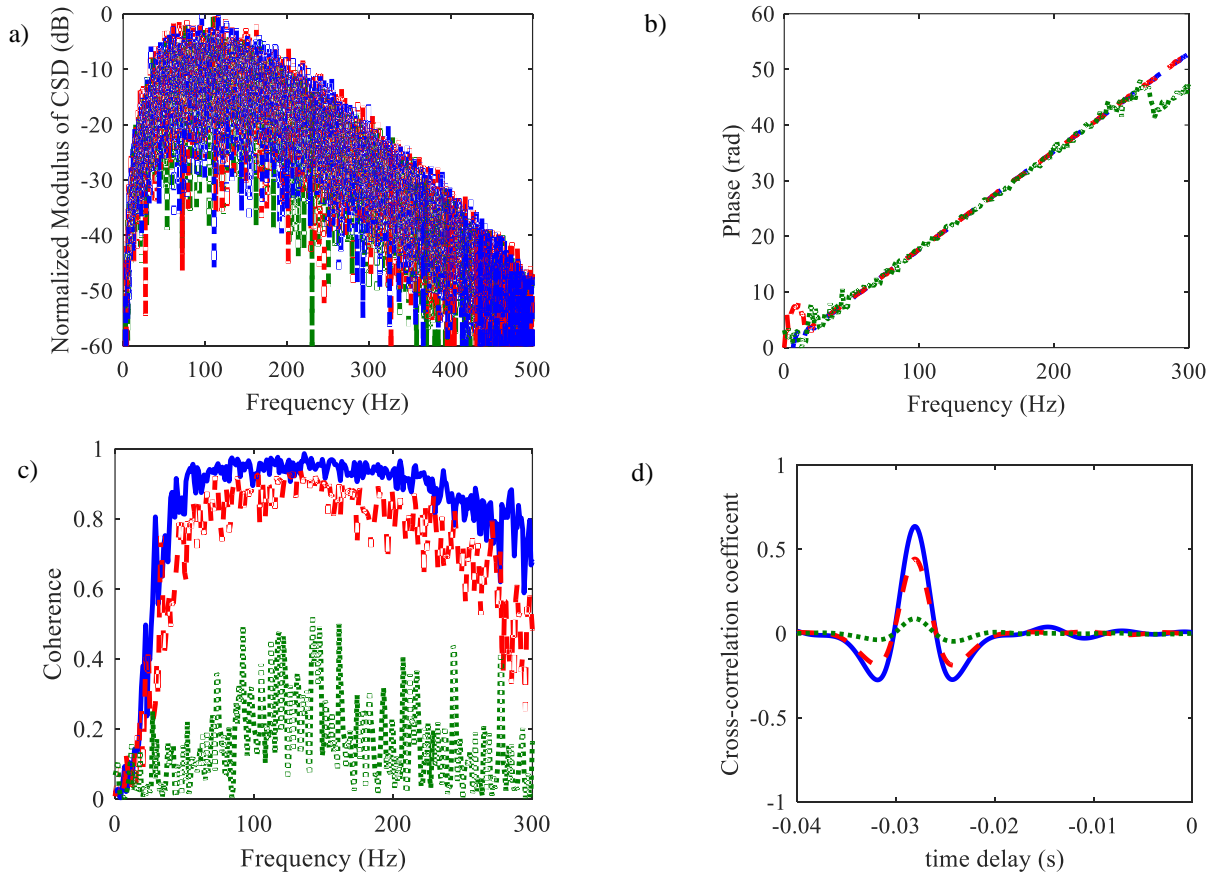 a)
Normalized Modulus of CSD (dB)
0
-10
-20
-30
-40
-50
-60
0 100 200 300 400 500
Frequency (Hz)
b)
Phase (rad)
60
50
40
30
20
10
0
0 100 200 300
Frequency (Hz)
c)
Coherence
1
0.8
0.6
0.4
0.2
0
0 100 200 300
Frequency (Hz)
d)
Cross-correlation coefficent
1
0.5
0
-0.5
-1
-0.04 -0.03 -0.02 -0.01 0
time delay (s)